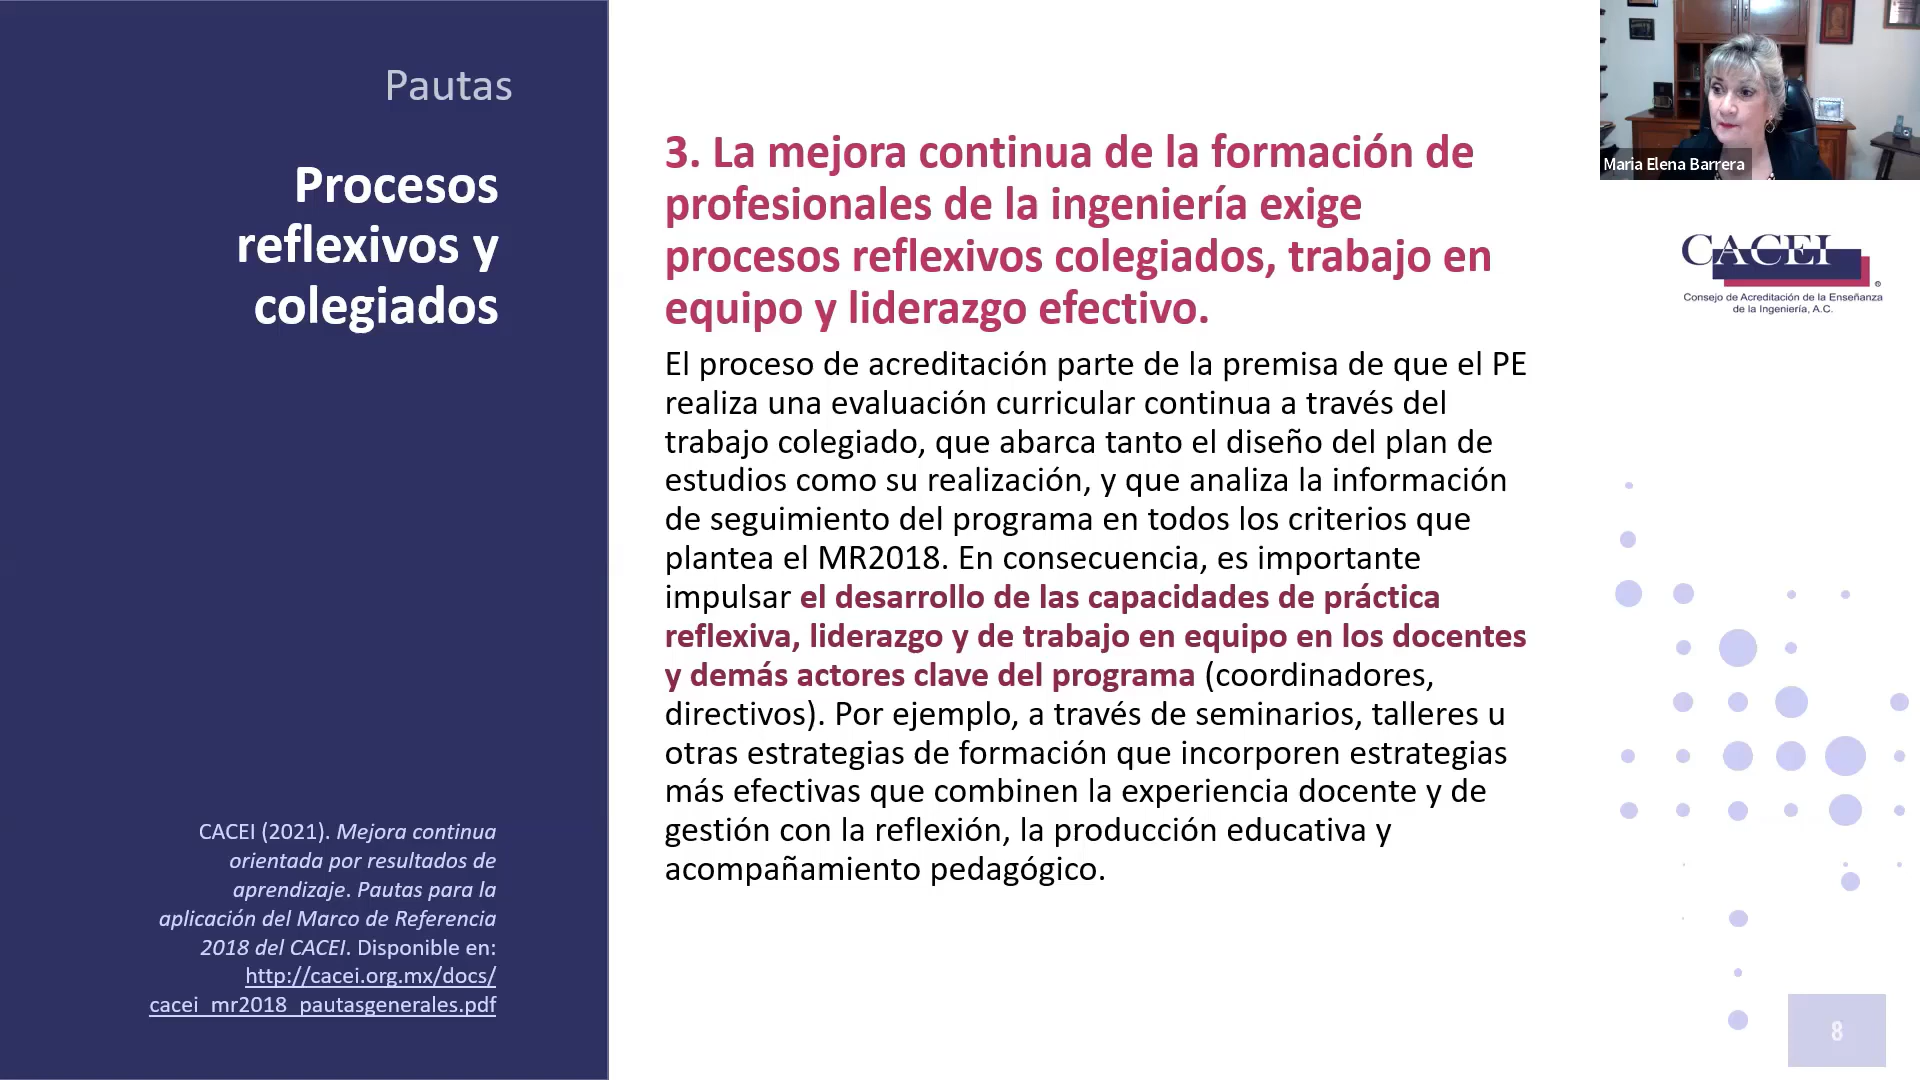 Pautas
Procesos
reflexivos y
colegiados
CACEI (2021). Mejora continua
orientada por resultados de
aprendizaje. Pautas para la
aplicación del Marco de Referencia
2018 del CACEI. Disponible en:
http://cacei.org.mx/docs/
cacei_mr2018_pautasgenerales.pdf
3. La mejora continua de la formación de
profesionales de la ingeniería exige
procesos reflexivos colegiados, trabajo en
equipo y liderazgo efectivo.
El proceso de acreditación parte de la premisa de que el PE
realiza una evaluación curricular continua a través del
trabajo colegiado, que abarca tanto el diseño del plan de
estudios como su realización, y que analiza la información
de seguimiento del programa en todos los criterios que
plantea el MR2018. En consecuencia, es importante
impulsar el desarrollo de las capacidades de práctica
reflexiva, liderazgo y de trabajo en equipo en los docentes
y demás actores clave del programa (coordinadores,
directivos). Por ejemplo, a través de seminarios, talleres u
otras estrategias de formación que incorporen estrategias
más efectivas que combinen la experiencia docente y de
gestión con la reflexión, la producción educativa y
acompañamiento pedagógico.
Maria Elena Barrera
CACEI
®
Consejo de Acreditación de la Enseñanza
de la Ingeniería, A.C.
8